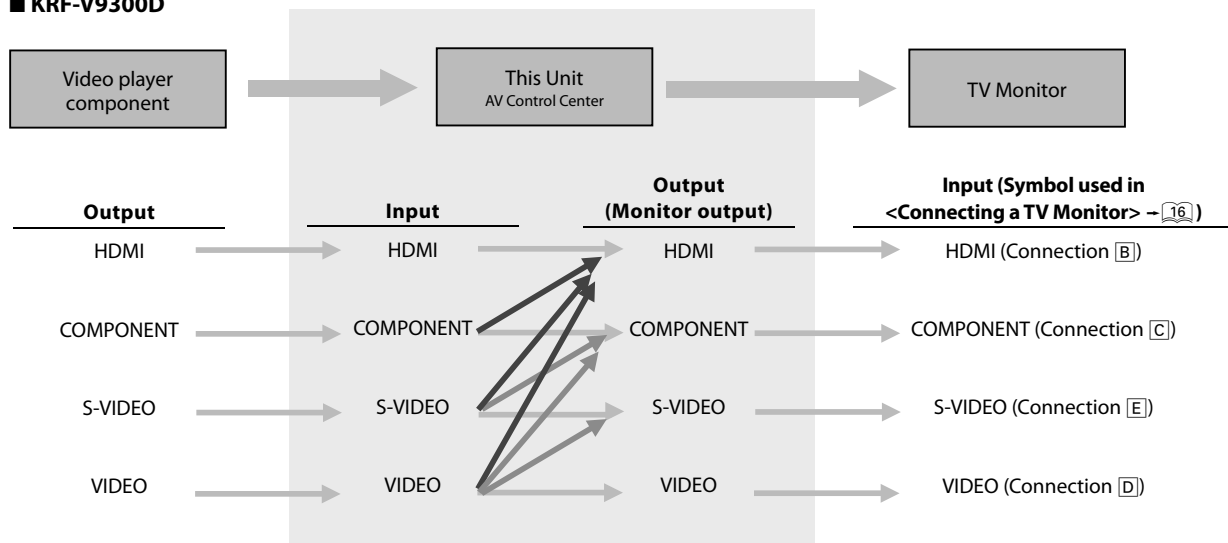 ■ KRF-V9300D
Video player
component
This Unit
AV Control Center
TV Monitor
Output
Input
Output
(Monitor output)
Input (Symbol used in
<Connecting a TV Monitor> → 16 )
HDMI
HDMI
HDMI
HDMI (Connection B)
COMPONENT
COMPONENT
COMPONENT
COMPONENT (Connection C)
S-VIDEO
S-VIDEO
S-VIDEO
S-VIDEO (Connection E)
VIDEO
VIDEO
VIDEO
VIDEO (Connection D)